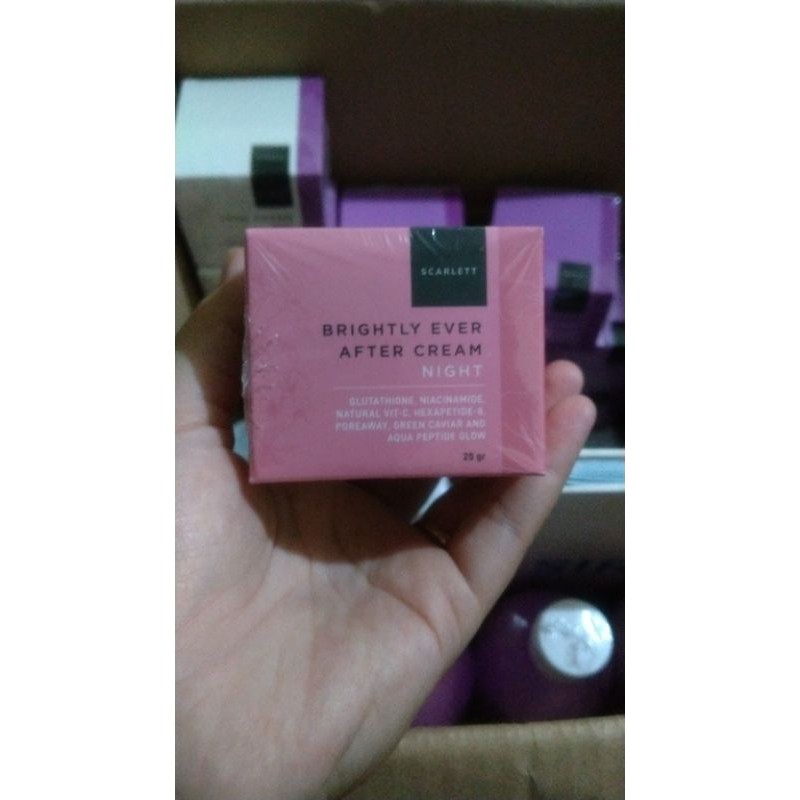 SCARLETT
BRIGHTLY EVER
AFTER CREAM
NIGHT
GLUTATHIONE, NIACINAMIDE,
NATURAL VIT-C, HEXAPETIDE-8,
POREAWAY, GREEN CAVIAR AND
AQUA PEPTIDE GLOW
20 gr